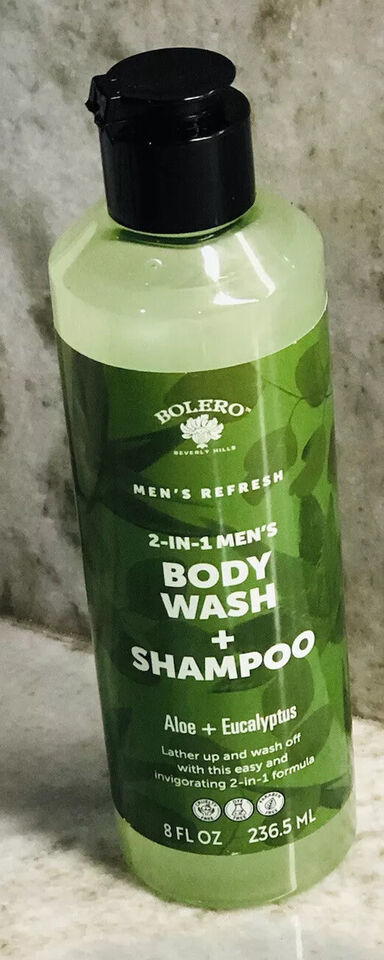 BOLERO™
BEVERLY HILLS
MEN'S REFRESH
2-IN-1 MEN'S
BODY
WASH
+
SHAMPOO
Aloe + Eucalyptus
Lather up and wash off
with this easy and
invigorating 2-in-1 formula
8 FL OZ 236.5 ML